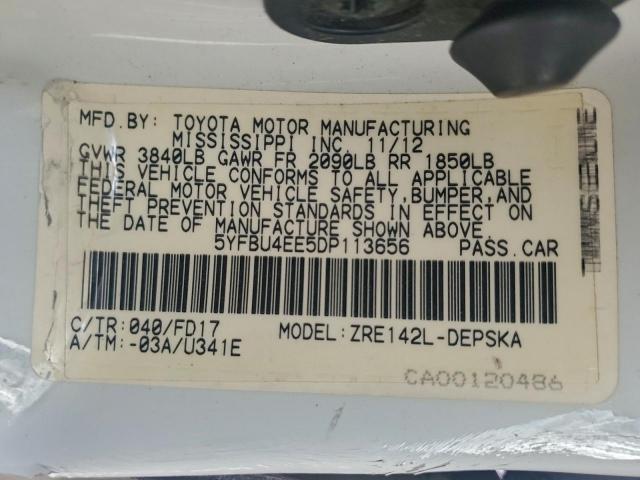 MFD.BY: TOYOTA MOTOR MANUFACTURING
MISSISSIPPI INC. 11/12
GVWR 3840LB GAWR FR 2090LB RR 1850LB
THIS VEHICLE CONFORMS TO ALL APPLICABLE
FEDERAL MOTOR VEHICLE SAFETY,BUMPER,AND
THEFT PREVENTION STANDARDS IN EFFECT ON
THE DATE OF MANUFACTURE SHOWN ABOVE.
5YFBU4EE5DP113656 PASS.CAR
C/TR:040/FD17 MODEL:ZRE142L-DEPSKA
A/TM:-03A/U341E
CA00120486